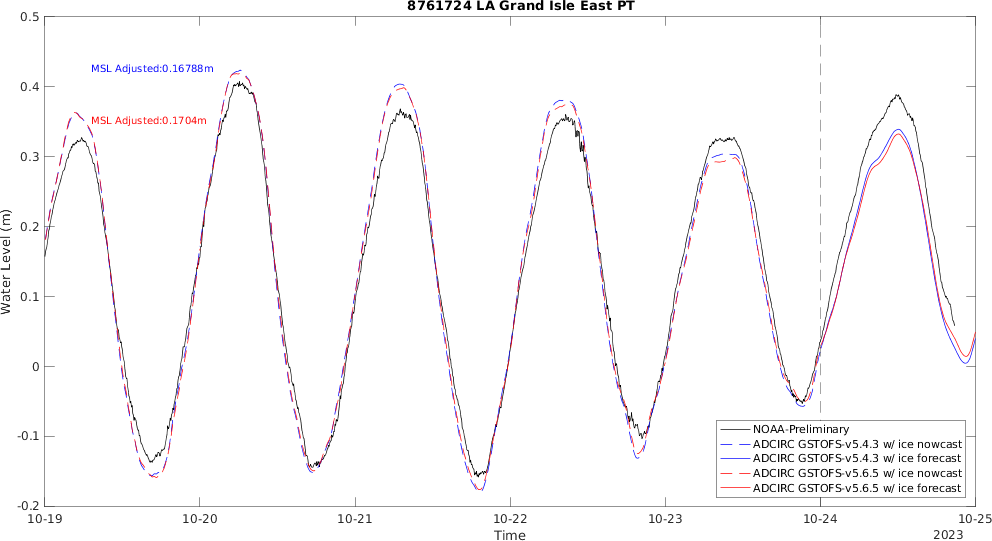 8761724 LA Grand Isle East PT
0.5
0.4
0.3
0.2
0.1
0
-0.1
-0.2
Water Level (m)
MSL Adjusted:0.16788m
MSL Adjusted:0.1704m
NOAA-Preliminary
ADCIRC GSTOFS-v5.4.3 w/ ice nowcast
ADCIRC GSTOFS-v5.4.3 w/ ice forecast
ADCIRC GSTOFS-v5.6.5 w/ ice nowcast
ADCIRC GSTOFS-v5.6.5 w/ ice forecast
10-19 10-20 10-21 10-22 10-23 10-24 10-25
Time
2023